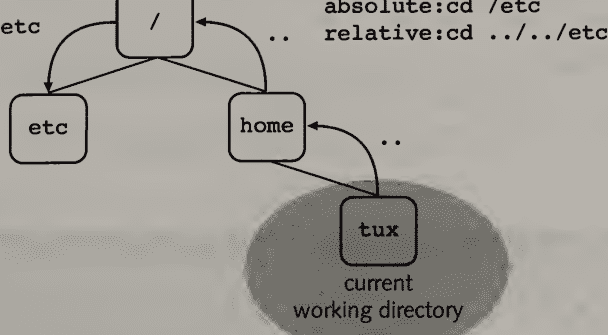 absolute:cd /etc
relative:cd ../../etc
etc
/
..
etc
home
..
tux
current
working directory